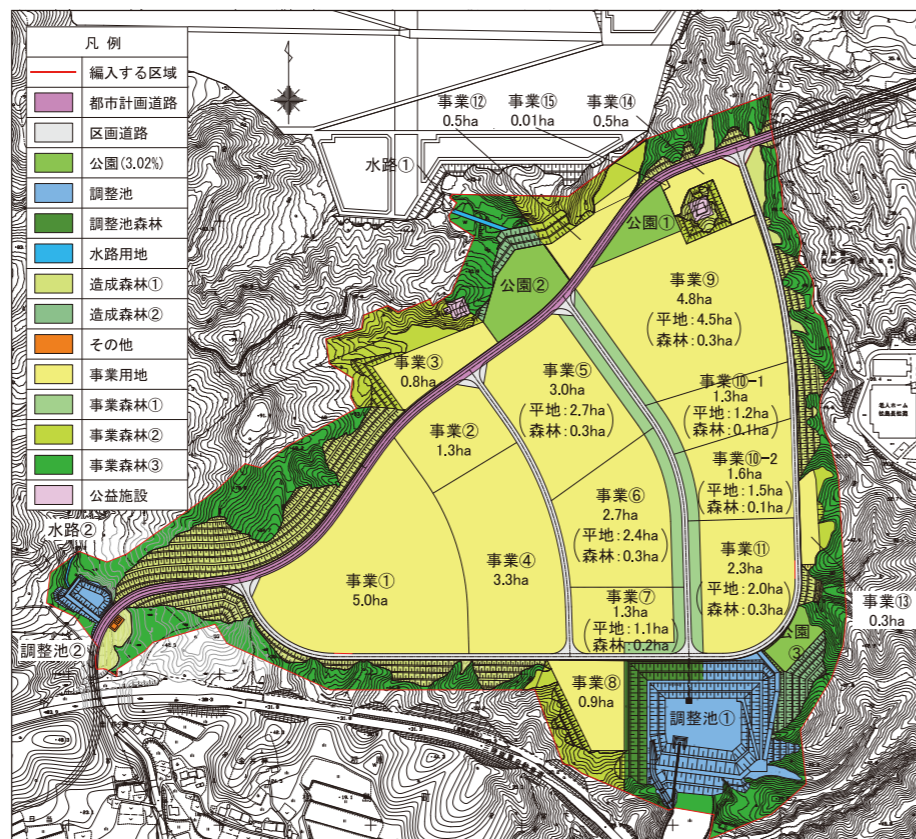 凡例
編入する区域
都市計画道路
区画道路
公園(3.02%)
調整池
調整池森林
水路用地
造成森林①
造成森林②
その他
事業用地
事業森林①
事業森林②
事業森林③
公益施設
事業⑫
0.5ha
事業⑮
0.01ha
事業⑭
0.5ha
水路①
公園①
公園②
事業⑨
4.8ha
(平地:4.5ha
森林:0.3ha)
事業③
0.8ha
事業⑤
3.0ha
(平地:2.7ha
森林:0.3ha)
事業⑩-1
1.3ha
(平地:1.2ha
森林:0.1ha)
事業②
1.3ha
事業⑩-2
1.6ha
(平地:1.5ha
森林:0.1ha)
事業⑥
2.7ha
(平地:2.4ha
森林:0.3ha)
水路②
事業④
3.3ha
事業⑪
2.3ha
(平地:2.0ha
森林:0.3ha)
事業①
5.0ha
事業⑦
1.3ha
(平地:1.1ha
森林:0.2ha)
事業⑬
0.3ha
公園
③
調整池②
事業⑧
0.9ha
調整池①
老人ホーム